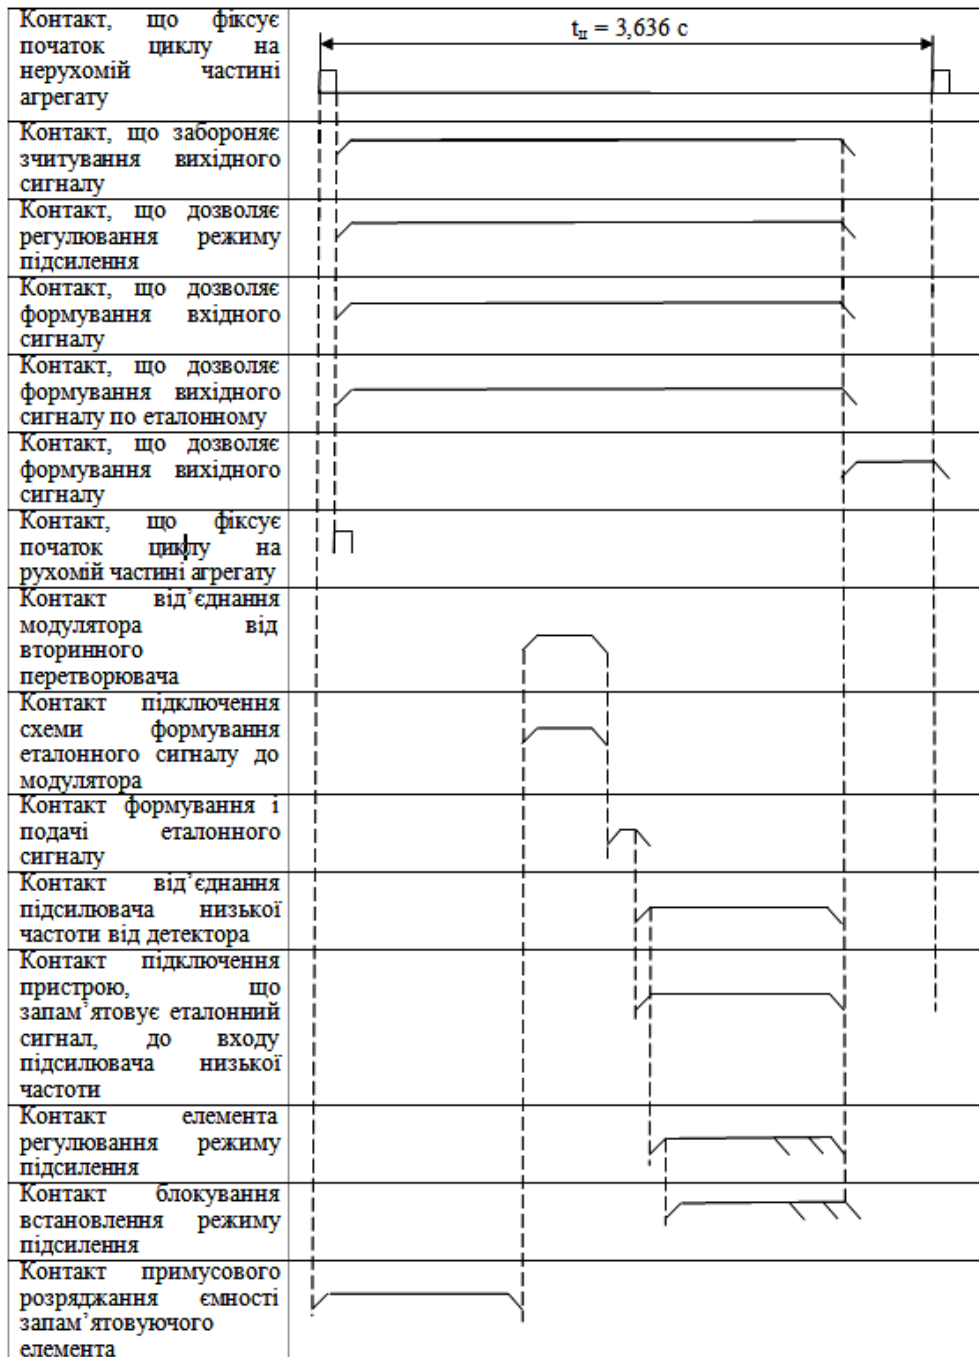 Контакт, що фіксує
початок циклу на
нерухомій частині
агрегату
tц = 3,636 с
Контакт, що забороняє
зчитування вихідного
сигналу
Контакт, що дозволяє
регулювання режиму
підсилення
Контакт, що дозволяє
формування вхідного
сигналу
Контакт, що дозволяє
формування вихідного
сигналу по еталонному
Контакт, що дозволяє
формування вихідного
сигналу
Контакт, що фіксує
початок циклу на
рухомій частині агрегату
Контакт від’єднання
модулятора від
вторинного
перетворювача
Контакт підключення
схеми формування
еталонного сигналу до
модулятора
Контакт формування і
подачі еталонного
сигналу
Контакт від’єднання
підсилювача низької
частоти від детектора
Контакт підключення
пристрою, що
запам’ятовує еталонний
сигнал, до входу
підсилювача низької
частоти
Контакт елемента
регулювання режиму
підсилення
Контакт блокування
встановлення режиму
підсилення
Контакт примусового
розряджання ємності
запам’ятовуючого
елемента